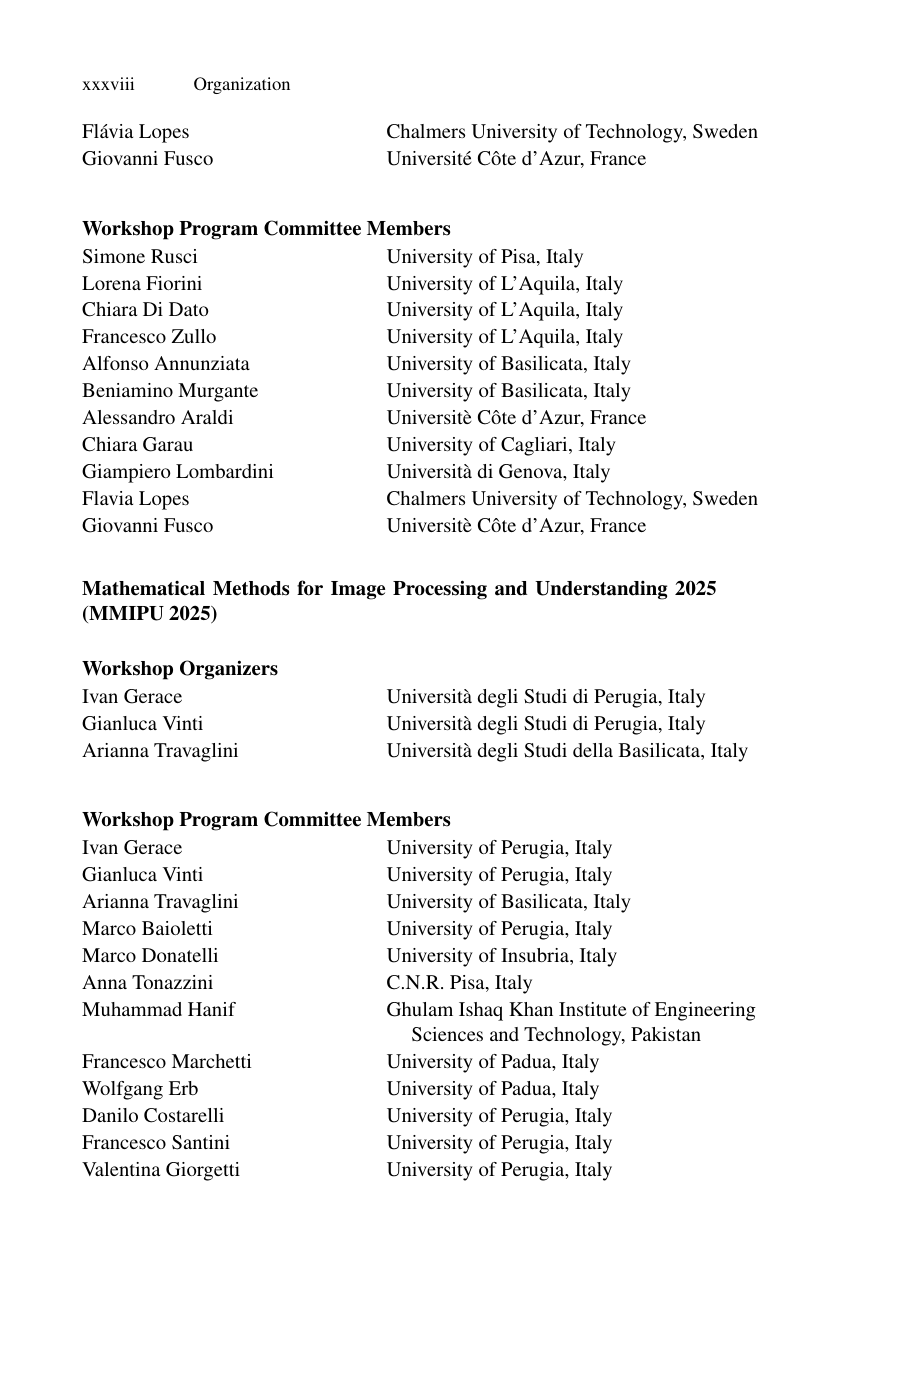 xxxviii Organization
Flávia Lopes Chalmers University of Technology, Sweden
Giovanni Fusco Université Côte d'Azur, France
Workshop Program Committee Members
Simone Rusci University of Pisa, Italy
Lorena Fiorini University of L'Aquila, Italy
Chiara Di Dato University of L'Aquila, Italy
Francesco Zullo University of L'Aquila, Italy
Alfonso Annunziata University of Basilicata, Italy
Beniamino Murgante University of Basilicata, Italy
Alessandro Araldi Universitè Côte d'Azur, France
Chiara Garau University of Cagliari, Italy
Giampiero Lombardini Università di Genova, Italy
Flavia Lopes Chalmers University of Technology, Sweden
Giovanni Fusco Universitè Côte d'Azur, France
Mathematical Methods for Image Processing and Understanding 2025
(MMIPU 2025)
Workshop Organizers
Ivan Gerace Università degli Studi di Perugia, Italy
Gianluca Vinti Università degli Studi di Perugia, Italy
Arianna Travaglini Università degli Studi della Basilicata, Italy
Workshop Program Committee Members
Ivan Gerace University of Perugia, Italy
Gianluca Vinti University of Perugia, Italy
Arianna Travaglini University of Basilicata, Italy
Marco Baioletti University of Perugia, Italy
Marco Donatelli University of Insubria, Italy
Anna Tonazzini C.N.R. Pisa, Italy
Muhammad Hanif Ghulam Ishaq Khan Institute of Engineering
Sciences and Technology, Pakistan
Francesco Marchetti University of Padua, Italy
Wolfgang Erb University of Padua, Italy
Danilo Costarelli University of Perugia, Italy
Francesco Santini University of Perugia, Italy
Valentina Giorgetti University of Perugia, Italy